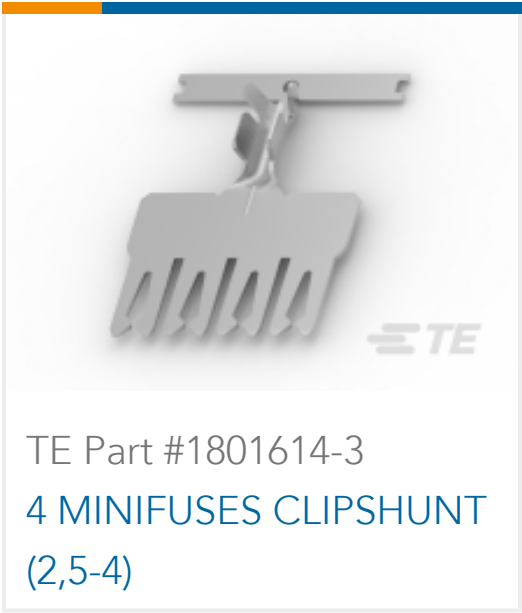 TE
TE Part #1801614-3
4 MINIFUSES CLIPSHUNT
(2,5-4)